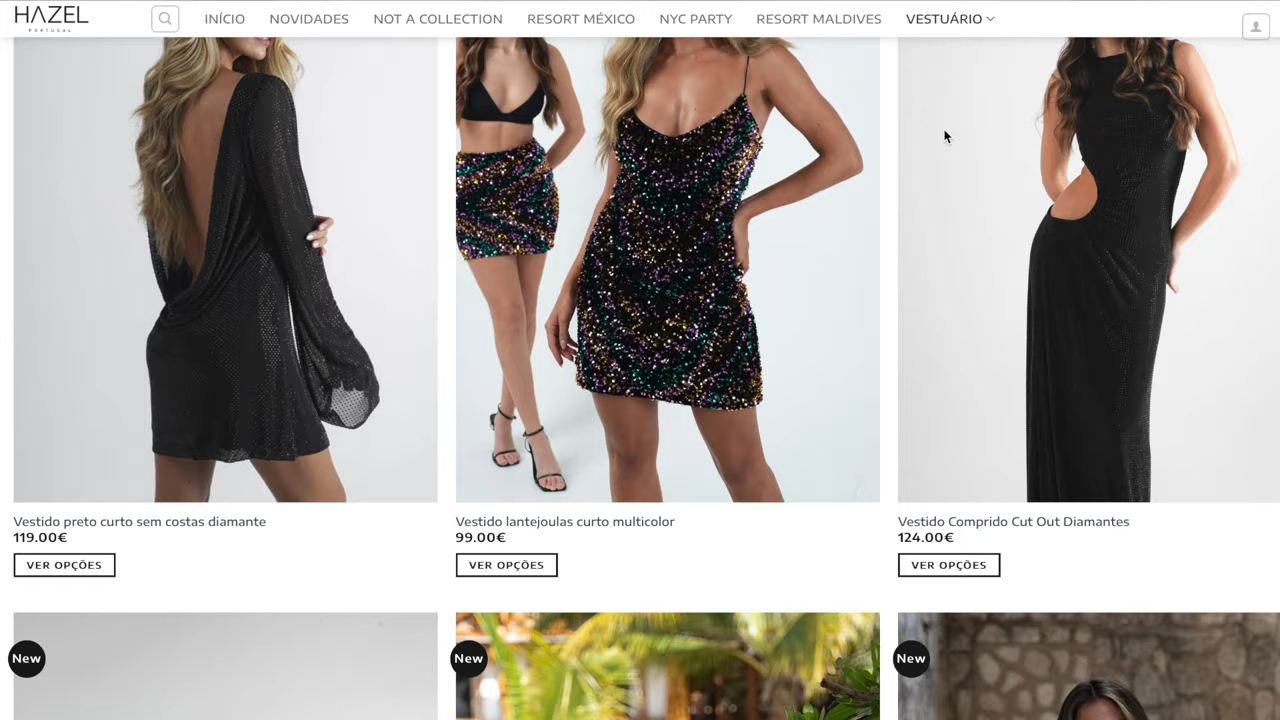 HAZEL
PORTUGAL
INÍCIO
NOVIDADES
NOT A COLLECTION
RESORT MÉXICO
NYC PARTY
RESORT MALDIVES
VESTUÁRIO
Vestido preto curto sem costas diamante
119.00€
VER OPÇÕES
Vestido lantejoulas curto multicolor
99.00€
VER OPÇÕES
Vestido Comprido Cut Out Diamantes
124.00€
VER OPÇÕES
New
New
New